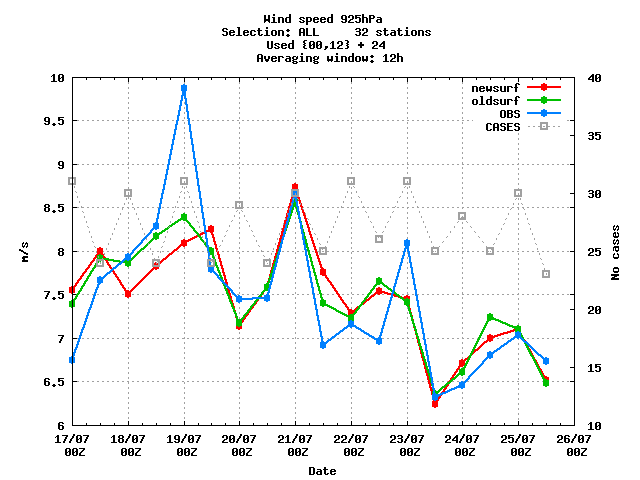 Wind speed 925hPa
Selection: ALL 32 stations
Used {00,12} + 24
Averaging window: 12h
10 40
newsurf
oldsurf
9.5 OBS 35
CASES
9
30
8.5
m/s 8 25 No cases
7.5 20
7
15
6.5
6 10
17/07 18/07 19/07 20/07 21/07 22/07 23/07 24/07 25/07 26/07
00Z 00Z 00Z 00Z 00Z 00Z 00Z 00Z 00Z 00Z
Date